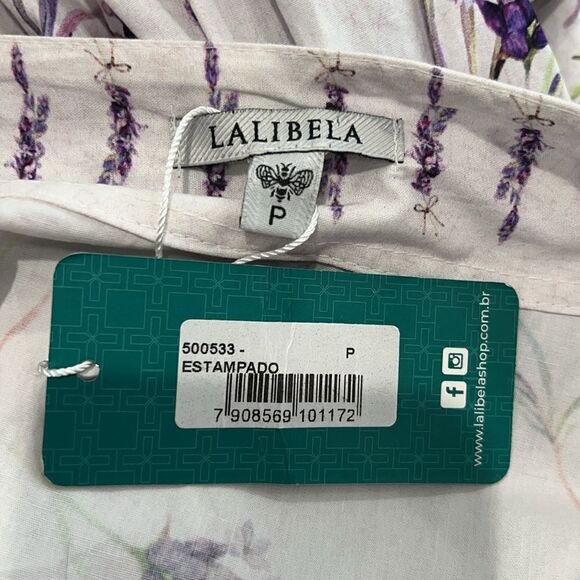 LALIBELA
P
500533 - P
ESTAMPADO
7 908569 101172
www.lalibelashop.com.br